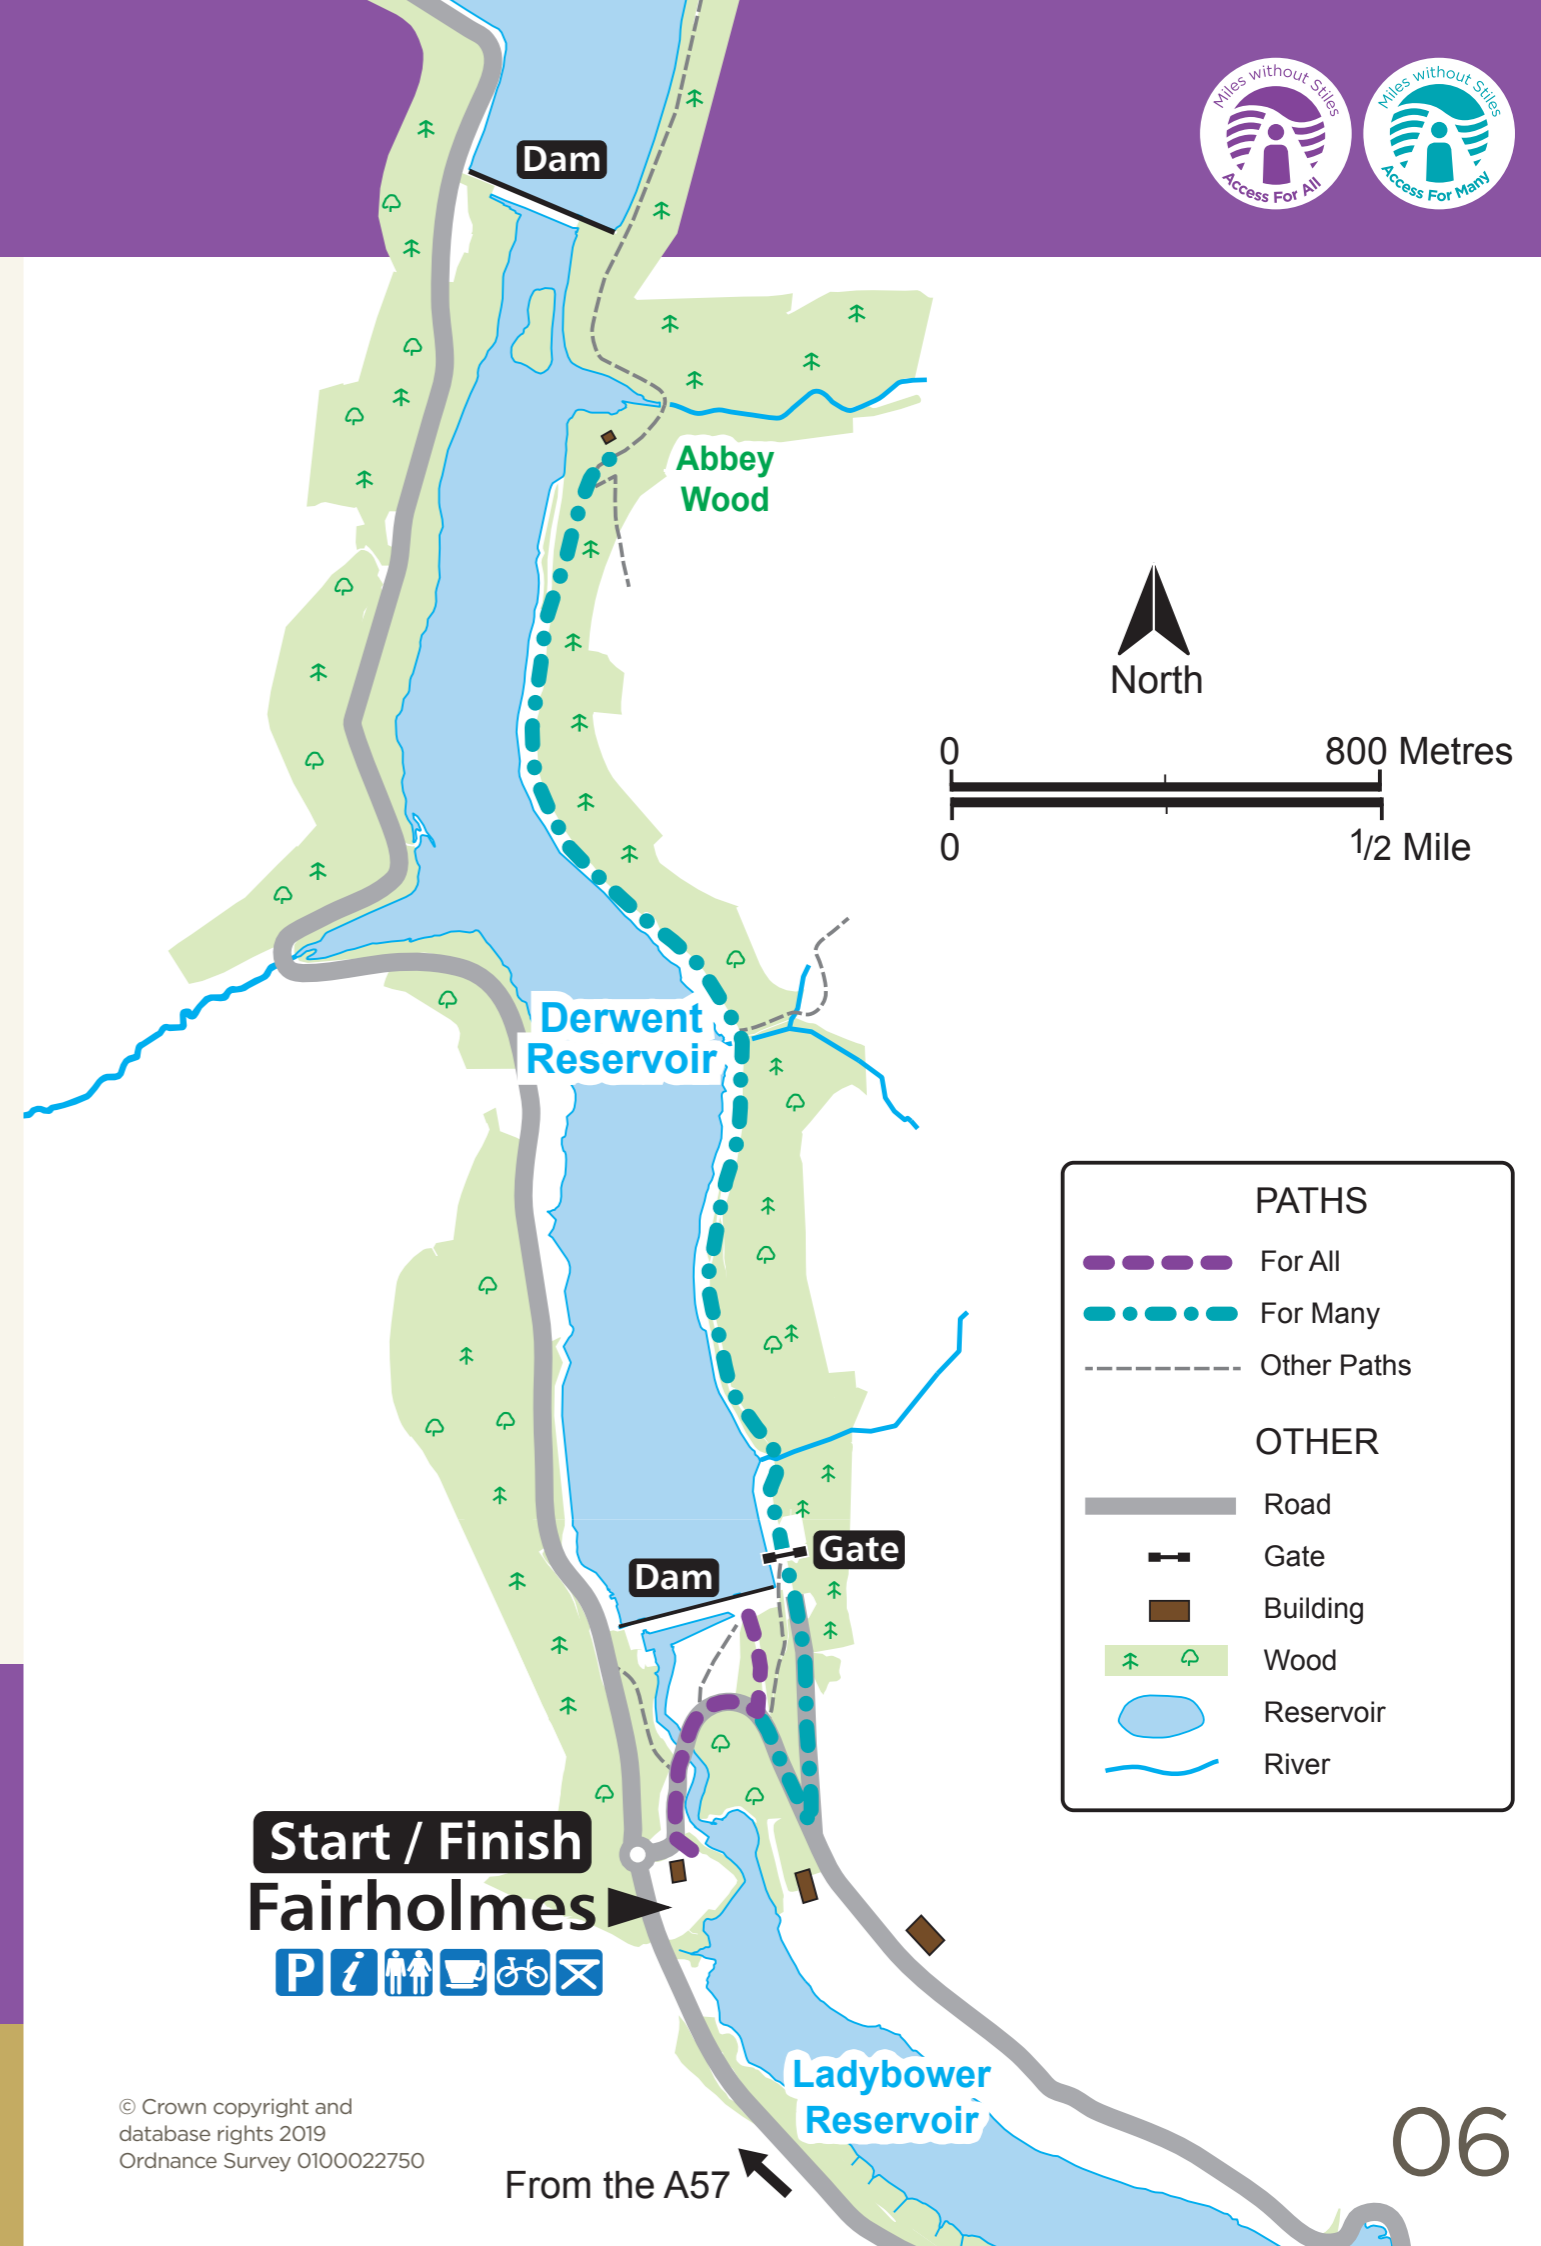 Miles without Stiles
Access For All
Miles without Stiles
Access For Many
Dam
Abbey
Wood
North
0
800 Metres
0
1/2 Mile
Derwent
Reservoir
PATHS
For All
For Many
Other Paths
OTHER
Road
Gate
Building
Wood
Reservoir
River
Gate
Dam
Start / Finish
Fairholmes
P i
Ladybower
Reservoir
From the A57
© Crown copyright and
database rights 2019
Ordnance Survey 0100022750
06